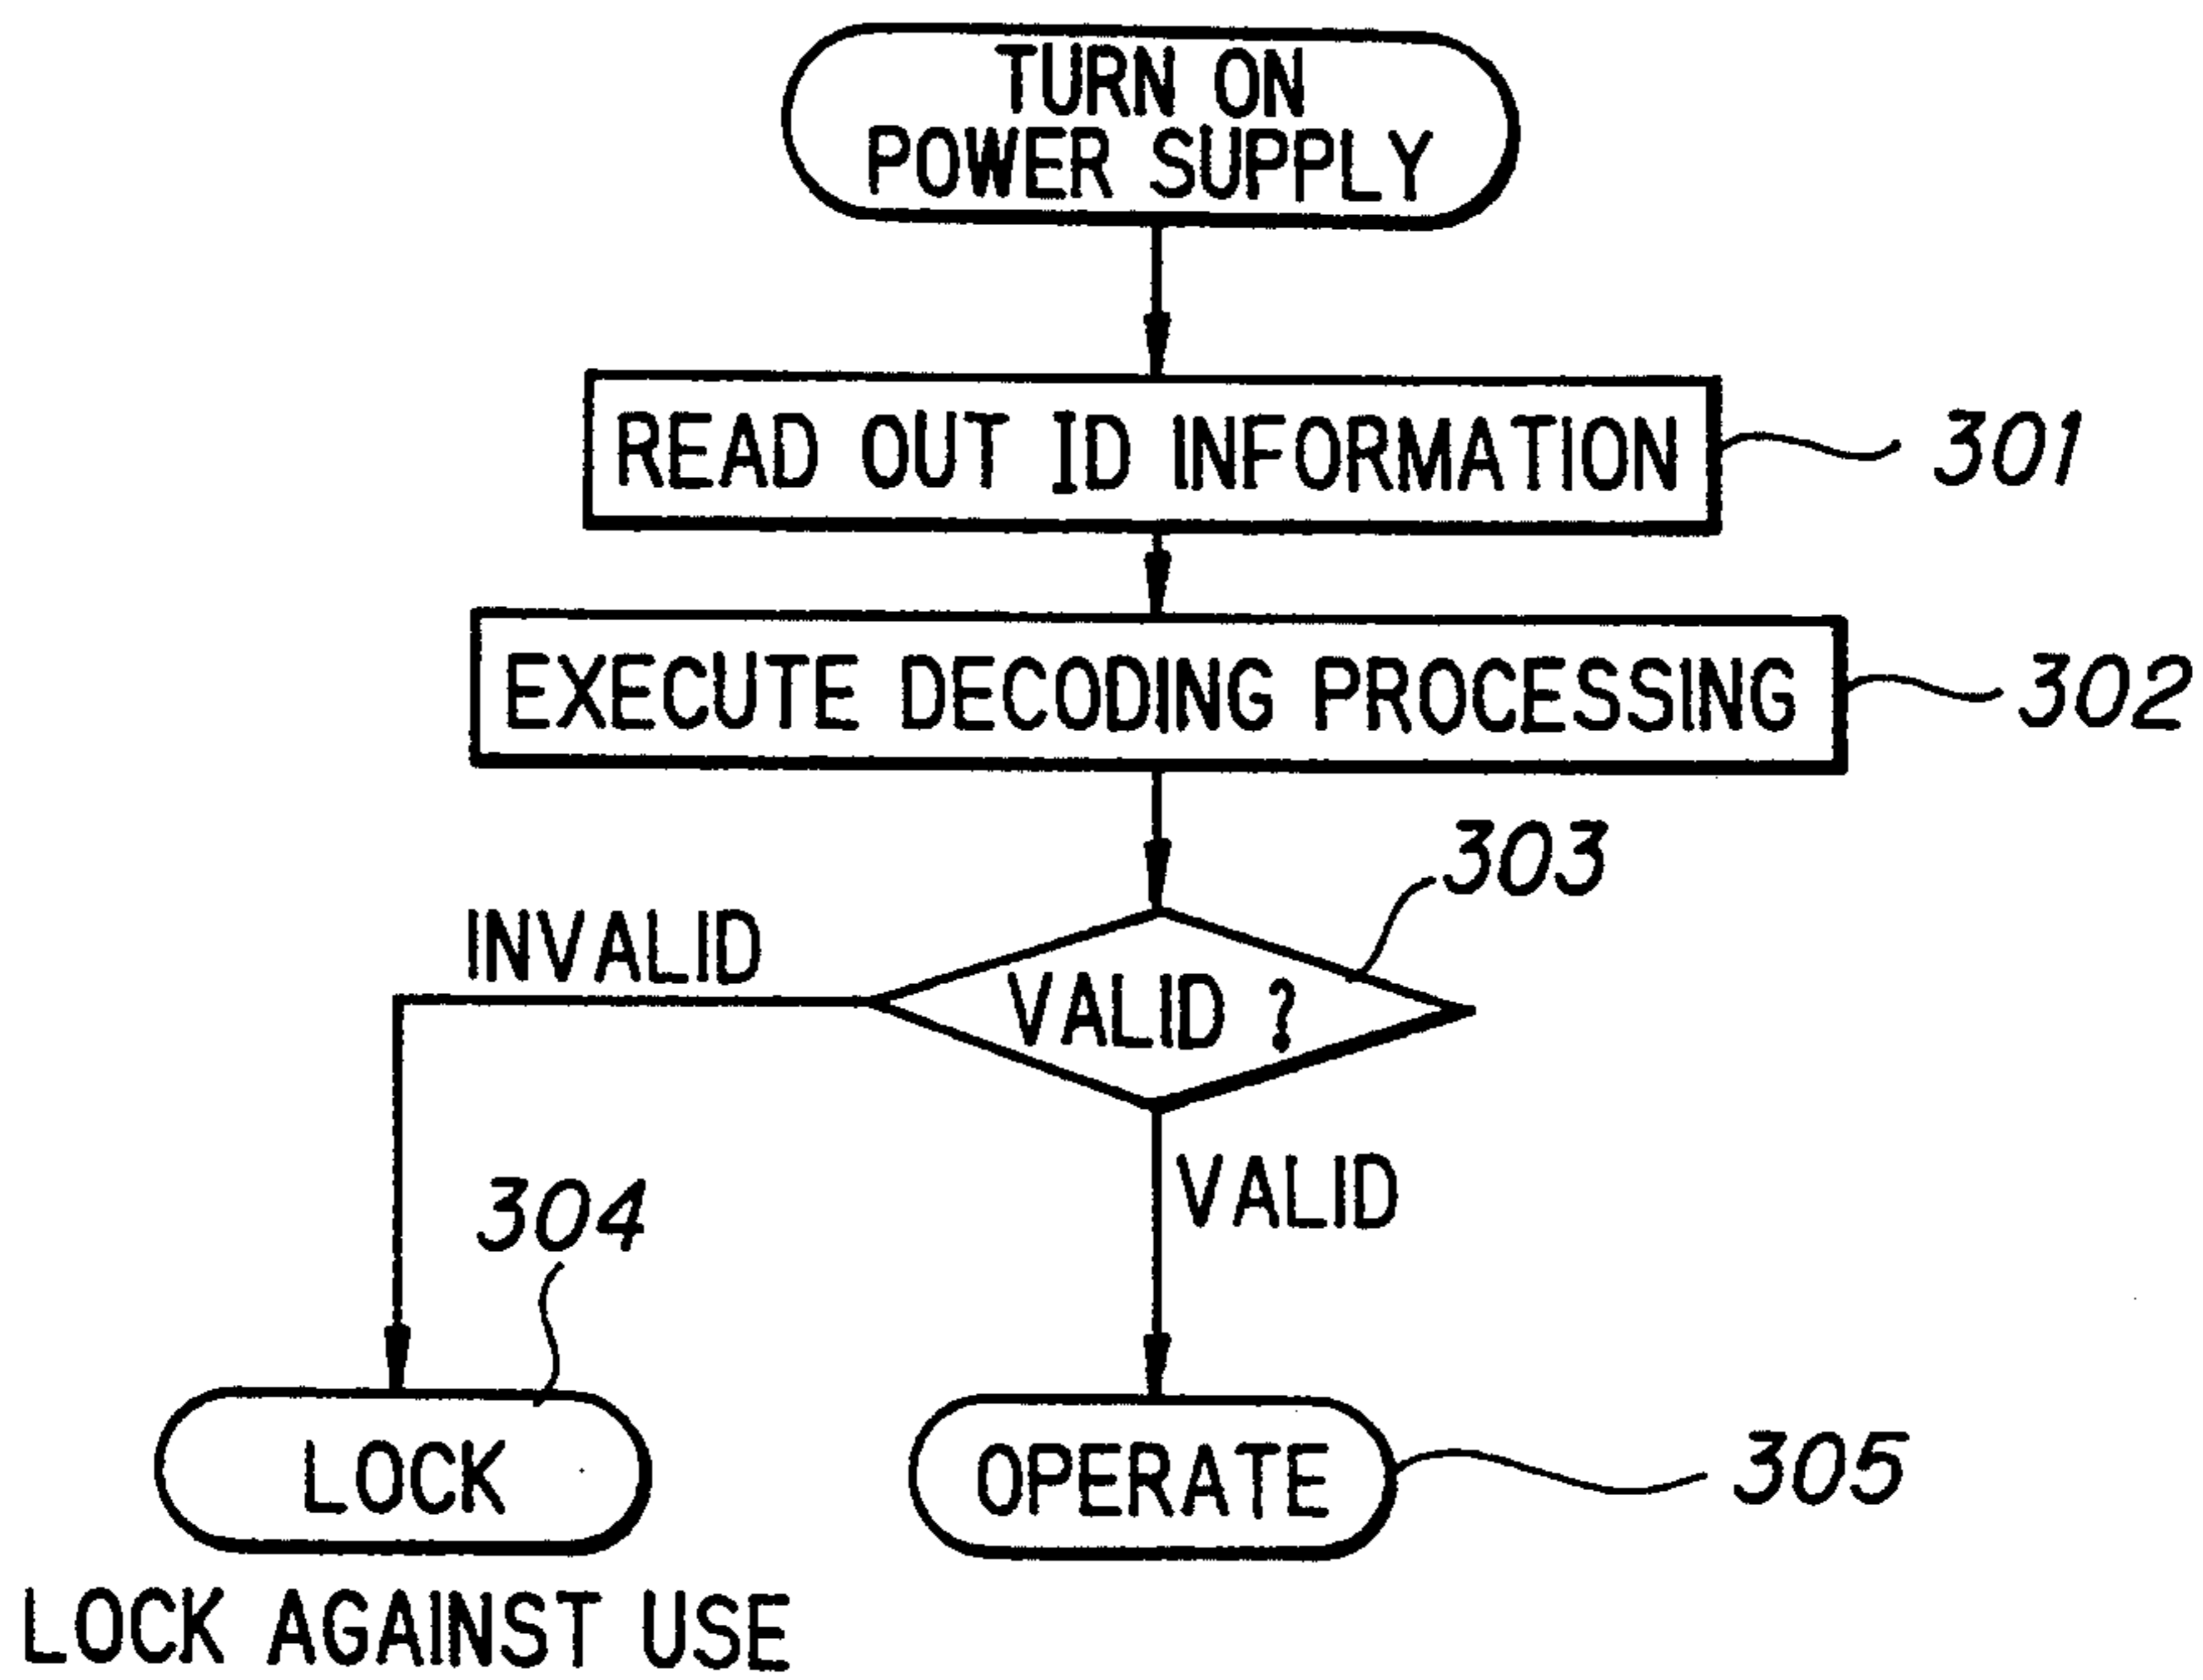 TURN ON
POWER SUPPLY
READ OUT ID INFORMATION
301
EXECUTE DECODING PROCESSING
302
303
INVALID
VALID ?
VALID
304
LOCK
OPERATE
305
LOCK AGAINST USE